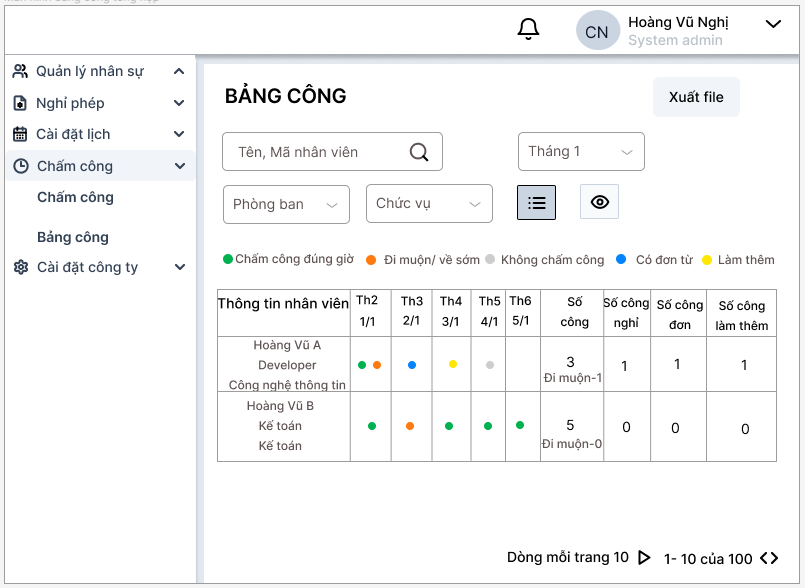 Hoàng Vũ Nghị
CN
System admin
Quản lý nhân sự
Nghỉ phép
Cài đặt lịch
Chấm công
Chấm công
Bảng công
Cài đặt công ty
BẢNG CÔNG
Xuất file
Tên, Mã nhân viên
Tháng 1
Phòng ban
Chức vụ
Chấm công đúng giờ
Đi muộn/ về sớm
Không chấm công
Có đơn từ
Làm thêm
Thông tin nhân viên
Th2
1/1
Th3
2/1
Th4
3/1
Th5
4/1
Th6
5/1
Số
công
Số công
nghỉ
Số công
đơn
Số công
làm thêm
Hoàng Vũ A
Developer
Công nghệ thông tin
3
Đi muộn-1
1
1
1
Hoàng Vũ B
Kế toán
Kế toán
5
Đi muộn-0
0
0
0
Dòng mỗi trang 10
1- 10 của 100